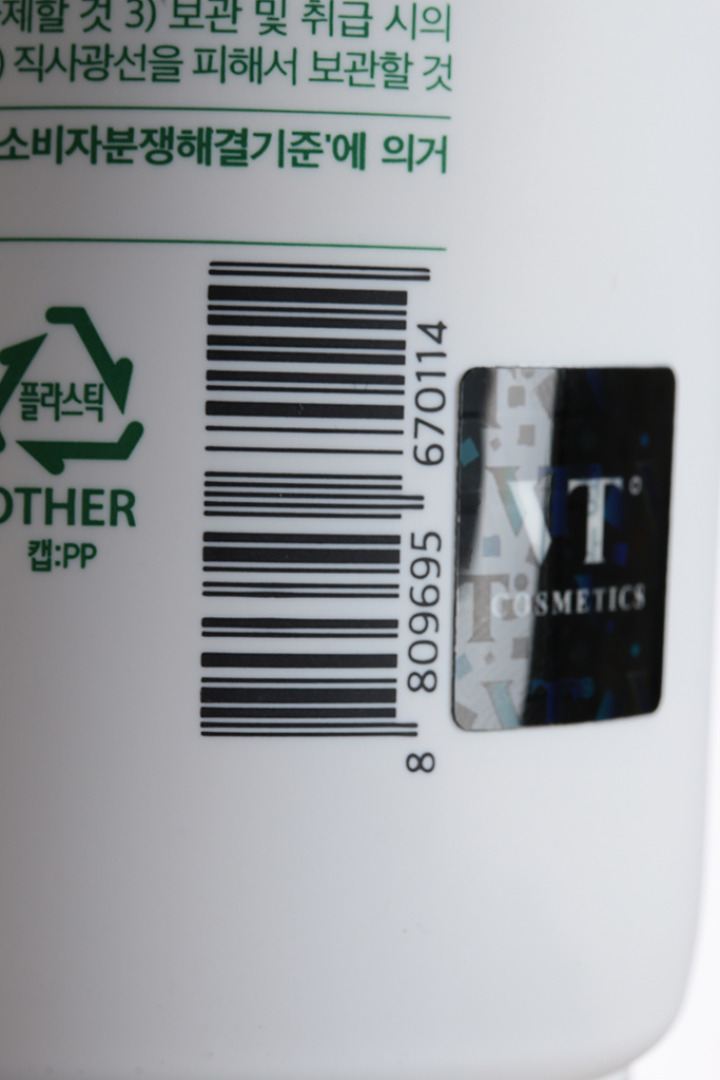 제할 것 3) 보관 및 취급 시의
) 직사광선을 피해서 보관할 것
소비자분쟁해결기준'에 의거
플라스틱
OTHER
캡:PP
8 809695 670114
VT
COSMETICS